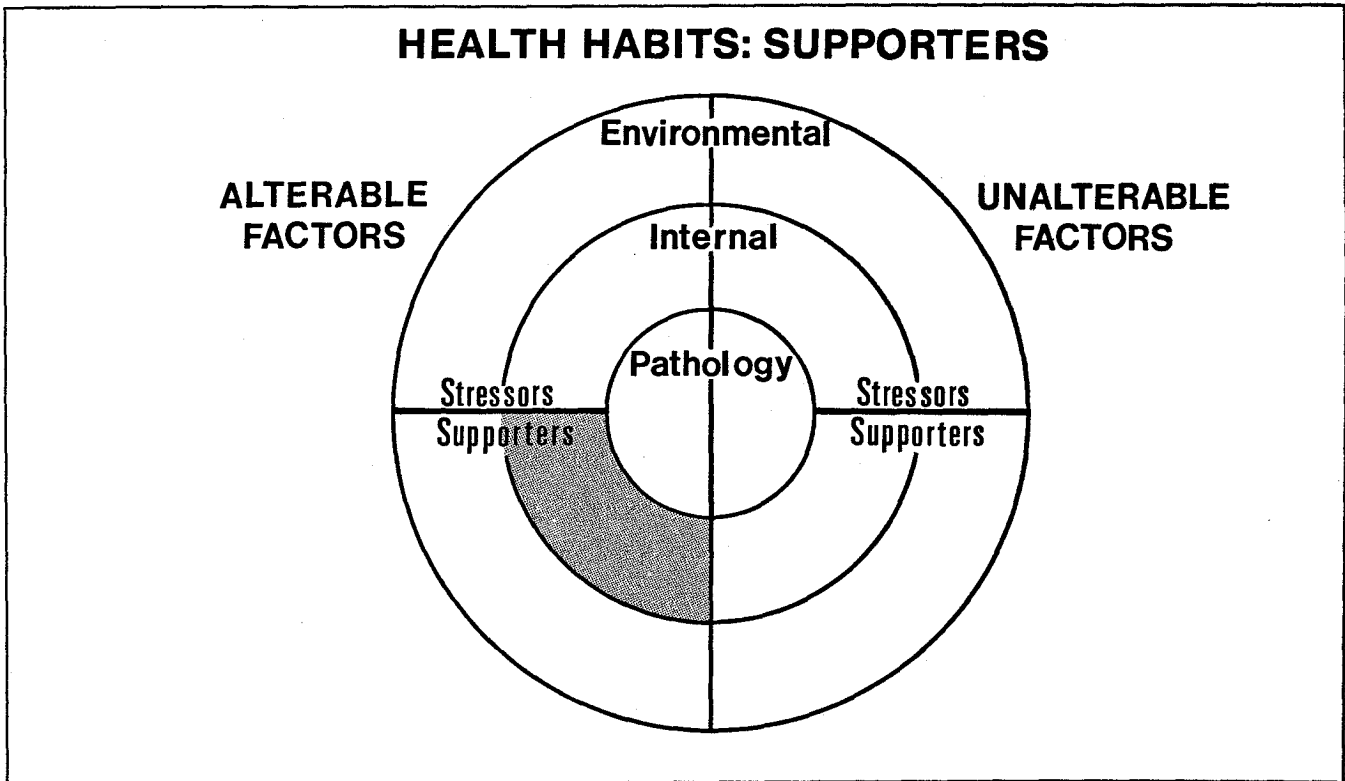 HEALTH HABITS: SUPPORTERS
Environmental
ALTERABLE
FACTORS
UNALTERABLE
FACTORS
Internal
Pathology
Stressors
Supporters
Stressors
Supporters